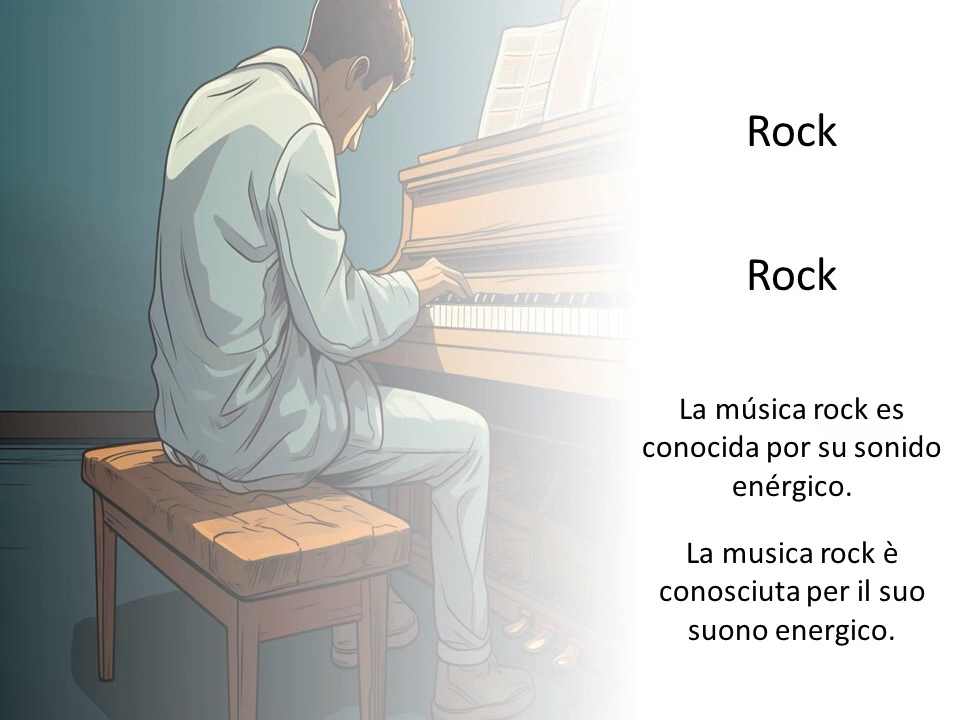 Rock
Rock
La música rock es
conocida por su sonido
enérgico.
La musica rock è
conosciuta per il suo
suono energico.